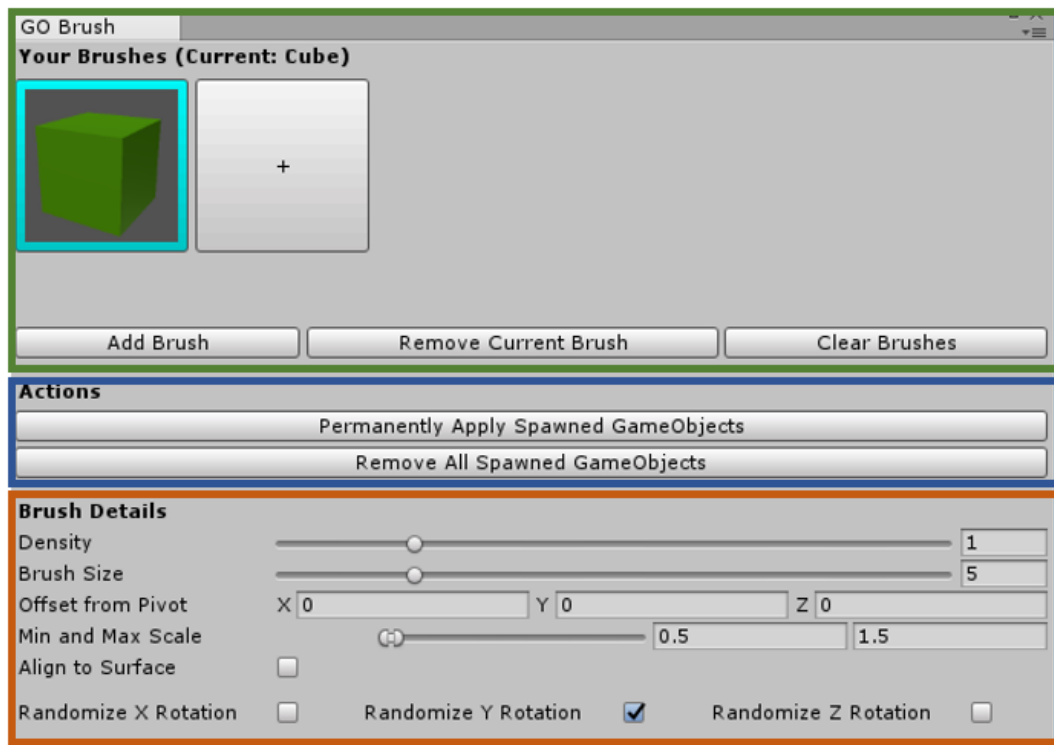 GO Brush
Your Brushes (Current: Cube)
+
Add Brush Remove Current Brush Clear Brushes
Actions
Permanently Apply Spawned GameObjects
Remove All Spawned GameObjects
Brush Details
Density 1
Brush Size 5
Offset from Pivot X 0 Y 0 Z 0
Min and Max Scale 0.5 1.5
Align to Surface
Randomize X Rotation Randomize Y Rotation Randomize Z Rotation